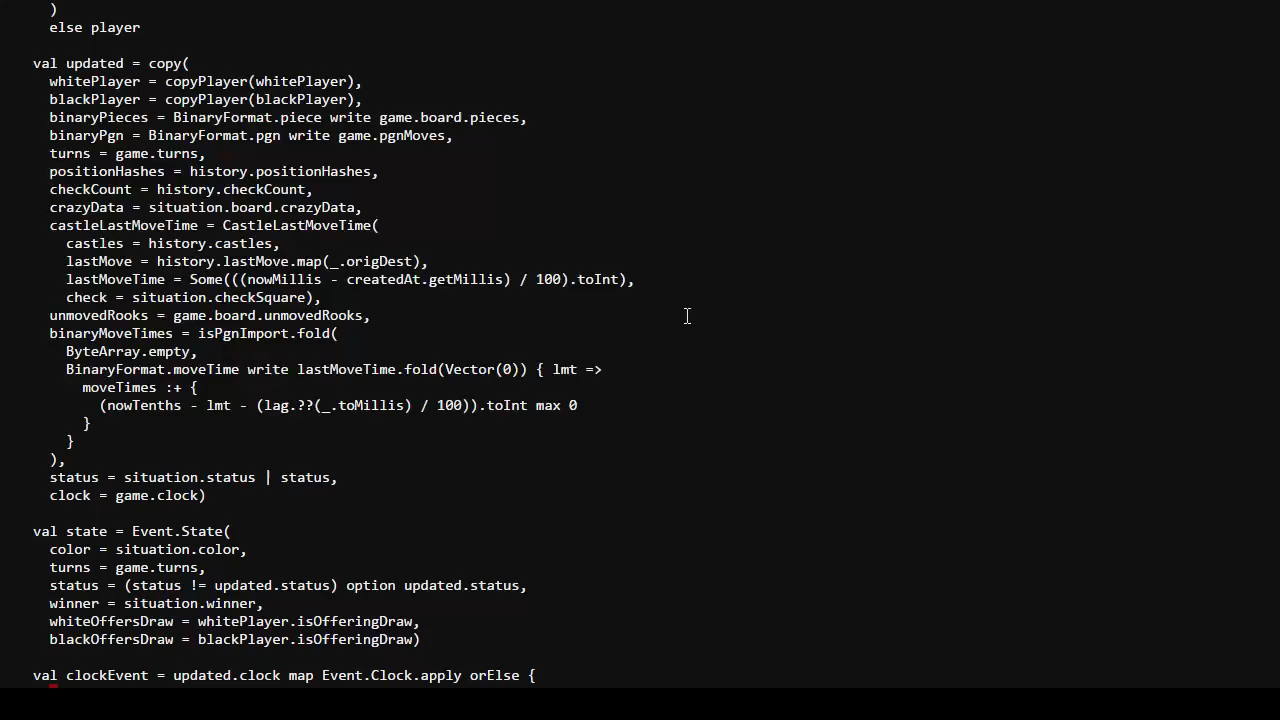 )
else player
val updated = copy(
whitePlayer = copyPlayer(whitePlayer),
blackPlayer = copyPlayer(blackPlayer),
binaryPieces = BinaryFormat.piece write game.board.pieces,
binaryPgn = BinaryFormat.pgn write game.pgnMoves,
turns = game.turns,
positionHashes = history.positionHashes,
checkCount = history.checkCount,
crazyData = situation.board.crazyData,
castleLastMoveTime = CastleLastMoveTime(
castles = history.castles,
lastMove = history.lastMove.map(_.origDest),
lastMoveTime = Some(((nowMillis - createdAt.getMillis) / 100).toInt),
check = situation.checkSquare),
unmovedRooks = game.board.unmovedRooks,
binaryMoveTimes = isPgnImport.fold(
ByteArray.empty,
BinaryFormat.moveTime write lastMoveTime.fold(Vector(0)) { lmt =>
moveTimes :+ {
(nowTenths - lmt - (lag.??(_.toMillis) / 100)).toInt max 0
}
}
),
status = situation.status | status,
clock = game.clock)
val state = Event.State(
color = situation.color,
turns = game.turns,
status = (status != updated.status) option updated.status,
winner = situation.winner,
whiteOffersDraw = whitePlayer.isOfferingDraw,
blackOffersDraw = blackPlayer.isOfferingDraw)
val clockEvent = updated.clock map Event.Clock.apply orElse {